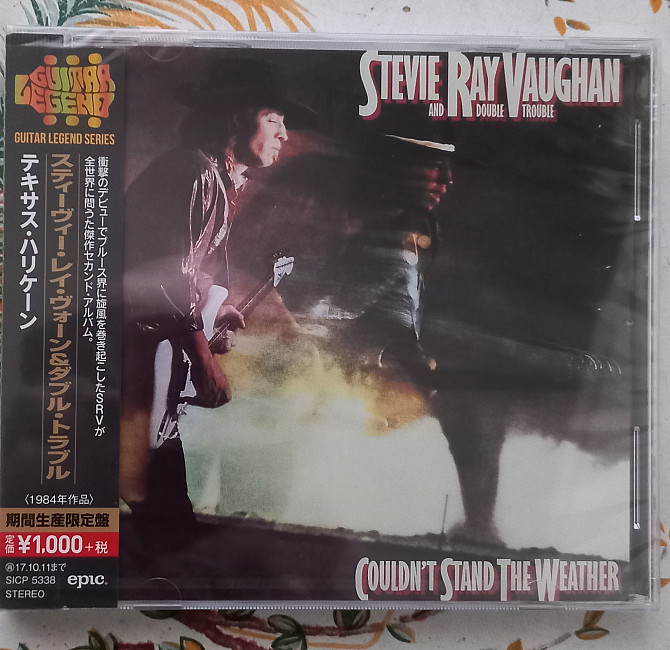 GUITAR
LEGEND
GUITAR LEGEND SERIES
衝撃のデビューでブルース界に旋風を巻き起こしたSRVが
全世界に問うた傑作セカンド・アルバム。
スティーヴィー・レイ・ヴォーン&ダブル・トラブル
テキサス・ハリケーン
〈1984年作品〉
期間生産限定盤
定価 ¥1,000+税
17.10.11まで
SICP 5338 epic
STEREO
STEVIE RAY VAUGHAN
AND DOUBLE TROUBLE
COULDN'T STAND THE WEATHER